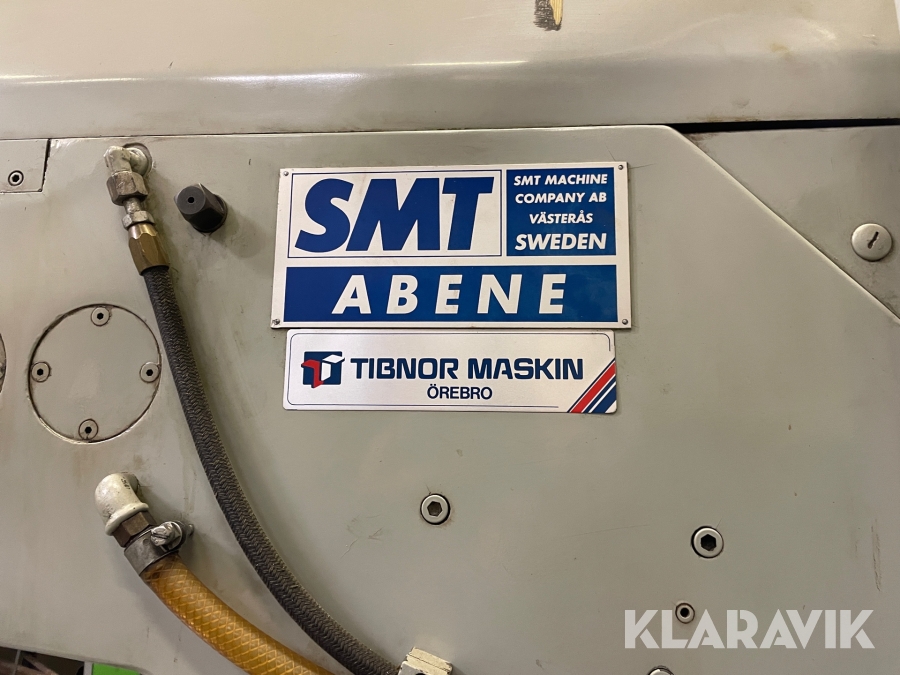 SMT
SMT MACHINE
COMPANY AB
VÄSTERÅS
SWEDEN
ABENE
TIBNOR MASKIN
ÖREBRO
KLARAVIK